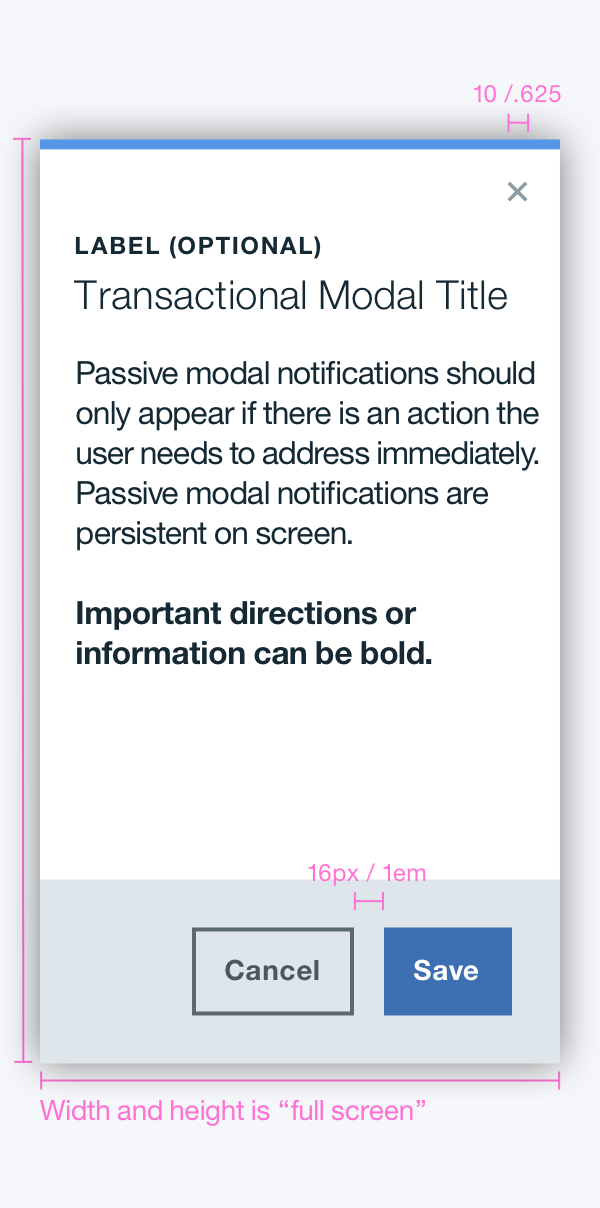 10 /.625
LABEL (OPTIONAL)
Transactional Modal Title
Passive modal notifications should
only appear if there is an action the
user needs to address immediately.
Passive modal notifications are
persistent on screen.
Important directions or
information can be bold.
16px / 1em
Cancel
Save
Width and height is “full screen”